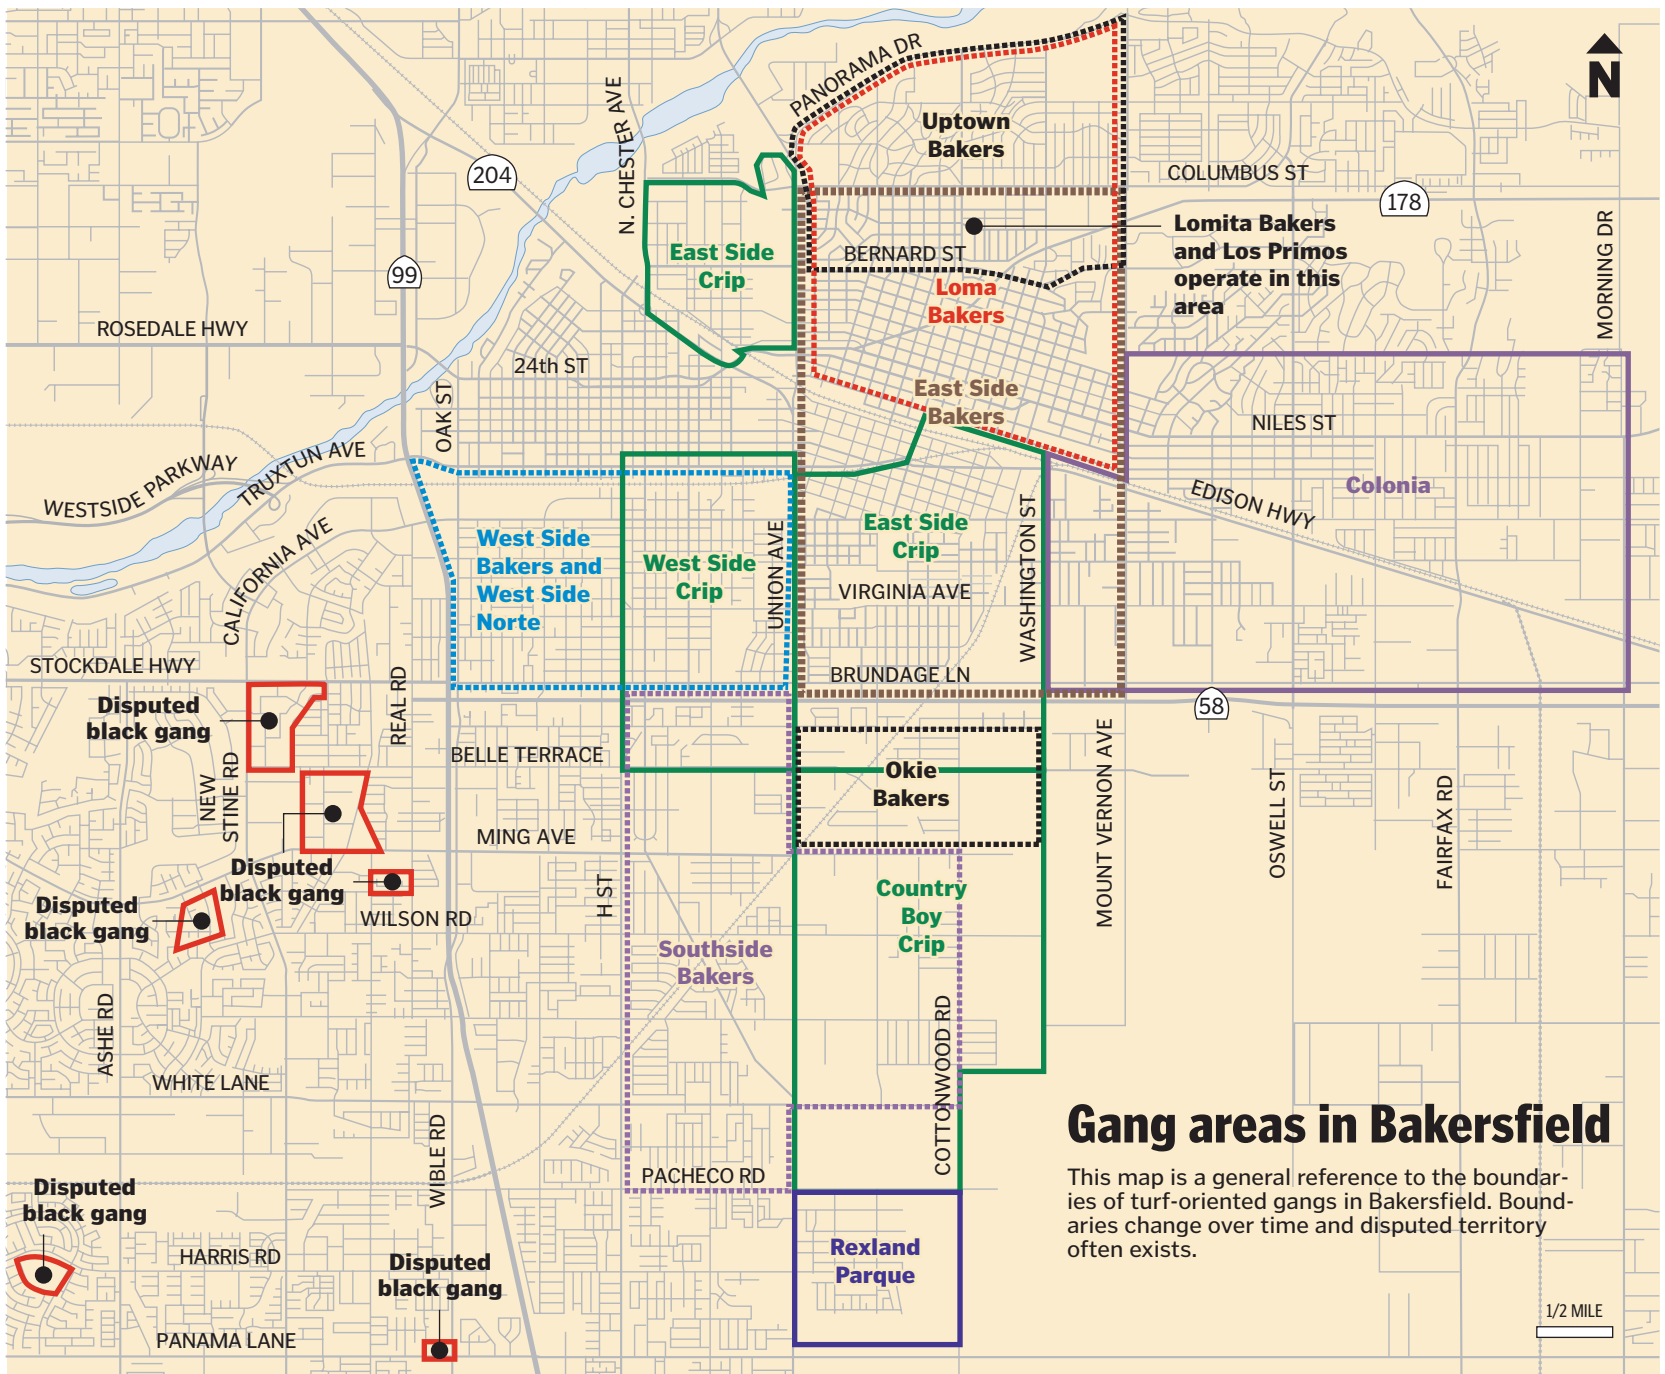 PANORAMA DR
N
N. CHESTER AVE
Uptown
Bakers
204
COLUMBUS ST
178
Lomita Bakers
and Los Primos
operate in this
area
MORNING DR
East Side
Crip
BERNARD ST
99
Loma
Bakers
ROSEDALE HWY
24th ST
OAK ST
East Side
Bakers
NILES ST
WESTSIDE PARKWAY
TRUXTUN AVE
Colonia
EDISON HWY
CALIFORNIA AVE
West Side
Bakers and
West Side
Norte
West Side
Crip
UNION AVE
East Side
Crip
WASHINGTON ST
VIRGINIA AVE
STOCKDALE HWY
BRUNDAGE LN
58
REAL RD
Disputed
black gang
NEW
STINE RD
BELLE TERRACE
Okie
Bakers
MOUNT VERNON AVE
OSWELL ST
FAIRFAX RD
MING AVE
Disputed
black gang
Disputed
black gang
WILSON RD
H ST
Country
Boy
Crip
Southside
Bakers
ASHE RD
COTTONWOOD RD
WHITE LANE
WIBLE RD
PACHECO RD
Gang areas in Bakersfield
This map is a general reference to the boundar-
ies of turf-oriented gangs in Bakersfield. Bound-
aries change over time and disputed territory
often exists.
Disputed
black gang
HARRIS RD
Disputed
black gang
Rexland
Parque
PANAMA LANE
1/2 MILE